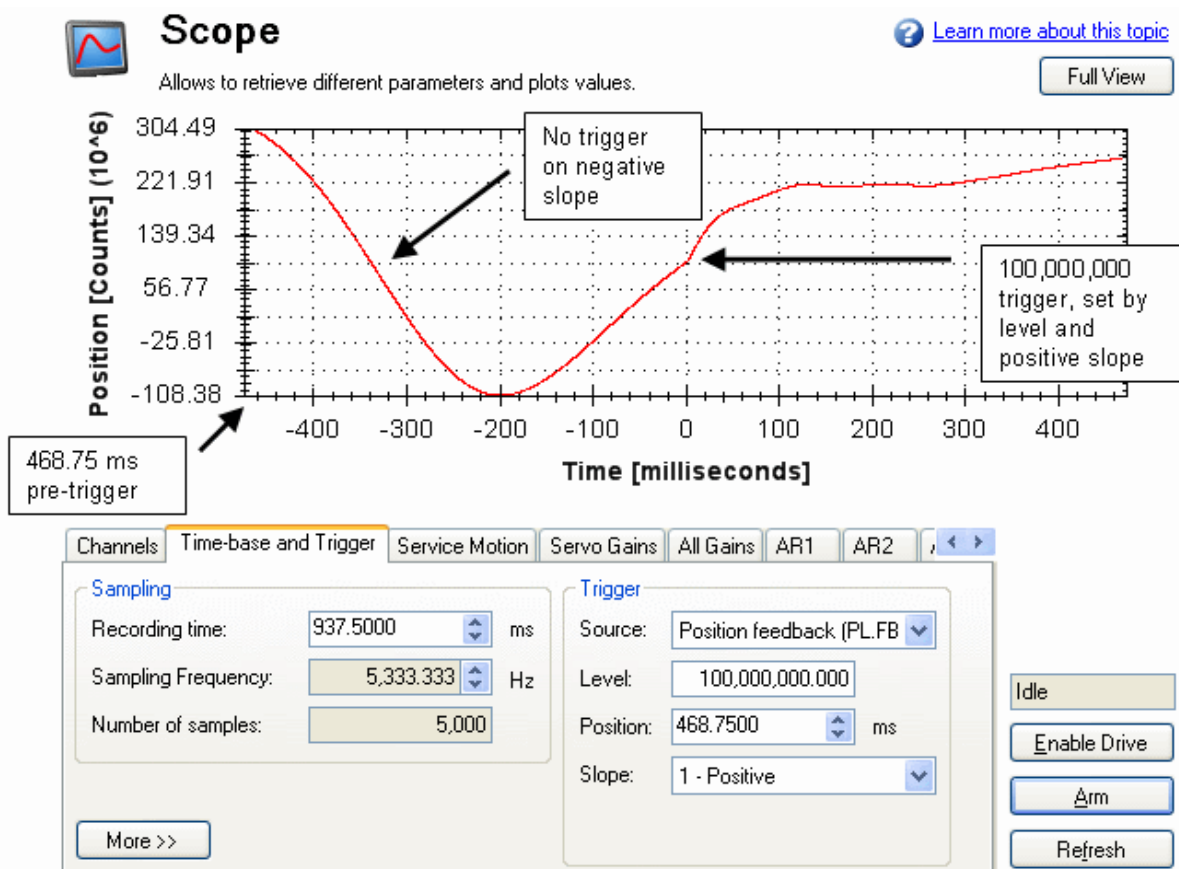 Scope
Learn more about this topic
Allows to retrieve different parameters and plots values.
Full View
Position [Counts] (10^6)
304.49
221.91
139.34
56.77
-25.81
-108.38
No trigger
on negative
slope
100,000,000
trigger, set by
level and
positive slope
468.75 ms
pre-trigger
-400 -300 -200 -100 0 100 200 300 400
Time [milliseconds]
Channels Time-base and Trigger Service Motion Servo Gains All Gains AR1 AR2
Sampling
Recording time: 937.5000 ms
Sampling Frequency: 5,333.333 Hz
Number of samples: 5,000
More >>
Trigger
Source: Position feedback (PL.FB
Level: 100,000,000.000
Position: 468.7500 ms
Slope: 1 - Positive
Idle
Enable Drive
Arm
Refresh